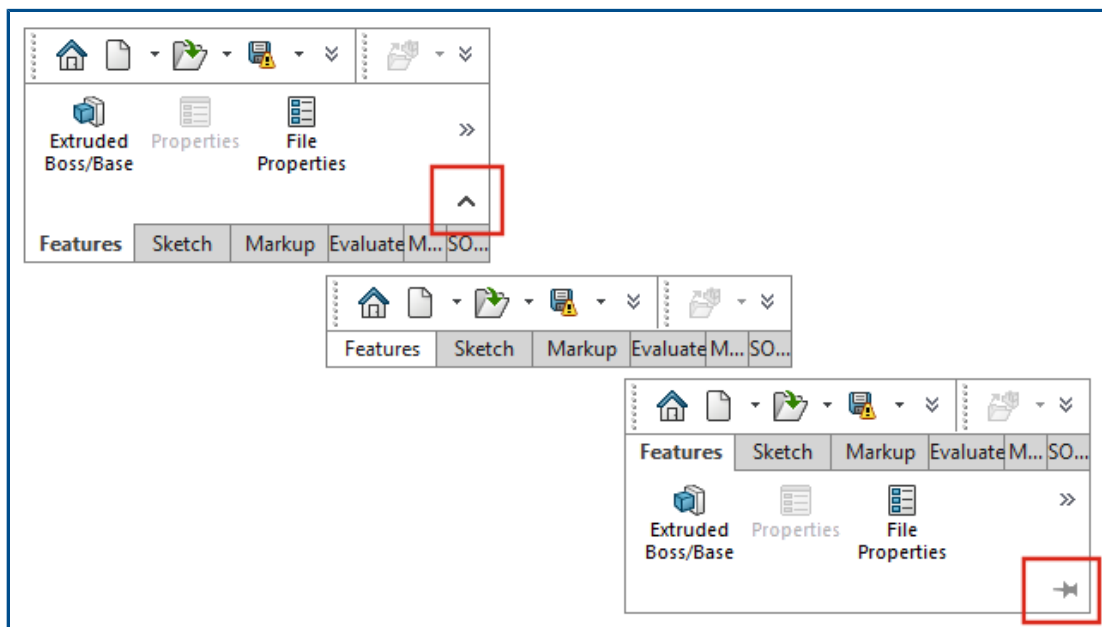 Extruded Boss/Base
Properties
File Properties
Features Sketch Markup Evaluate M... SO...
Features Sketch Markup Evaluate M... SO...
Features Sketch Markup Evaluate M... SO...
Extruded Boss/Base
Properties
File Properties